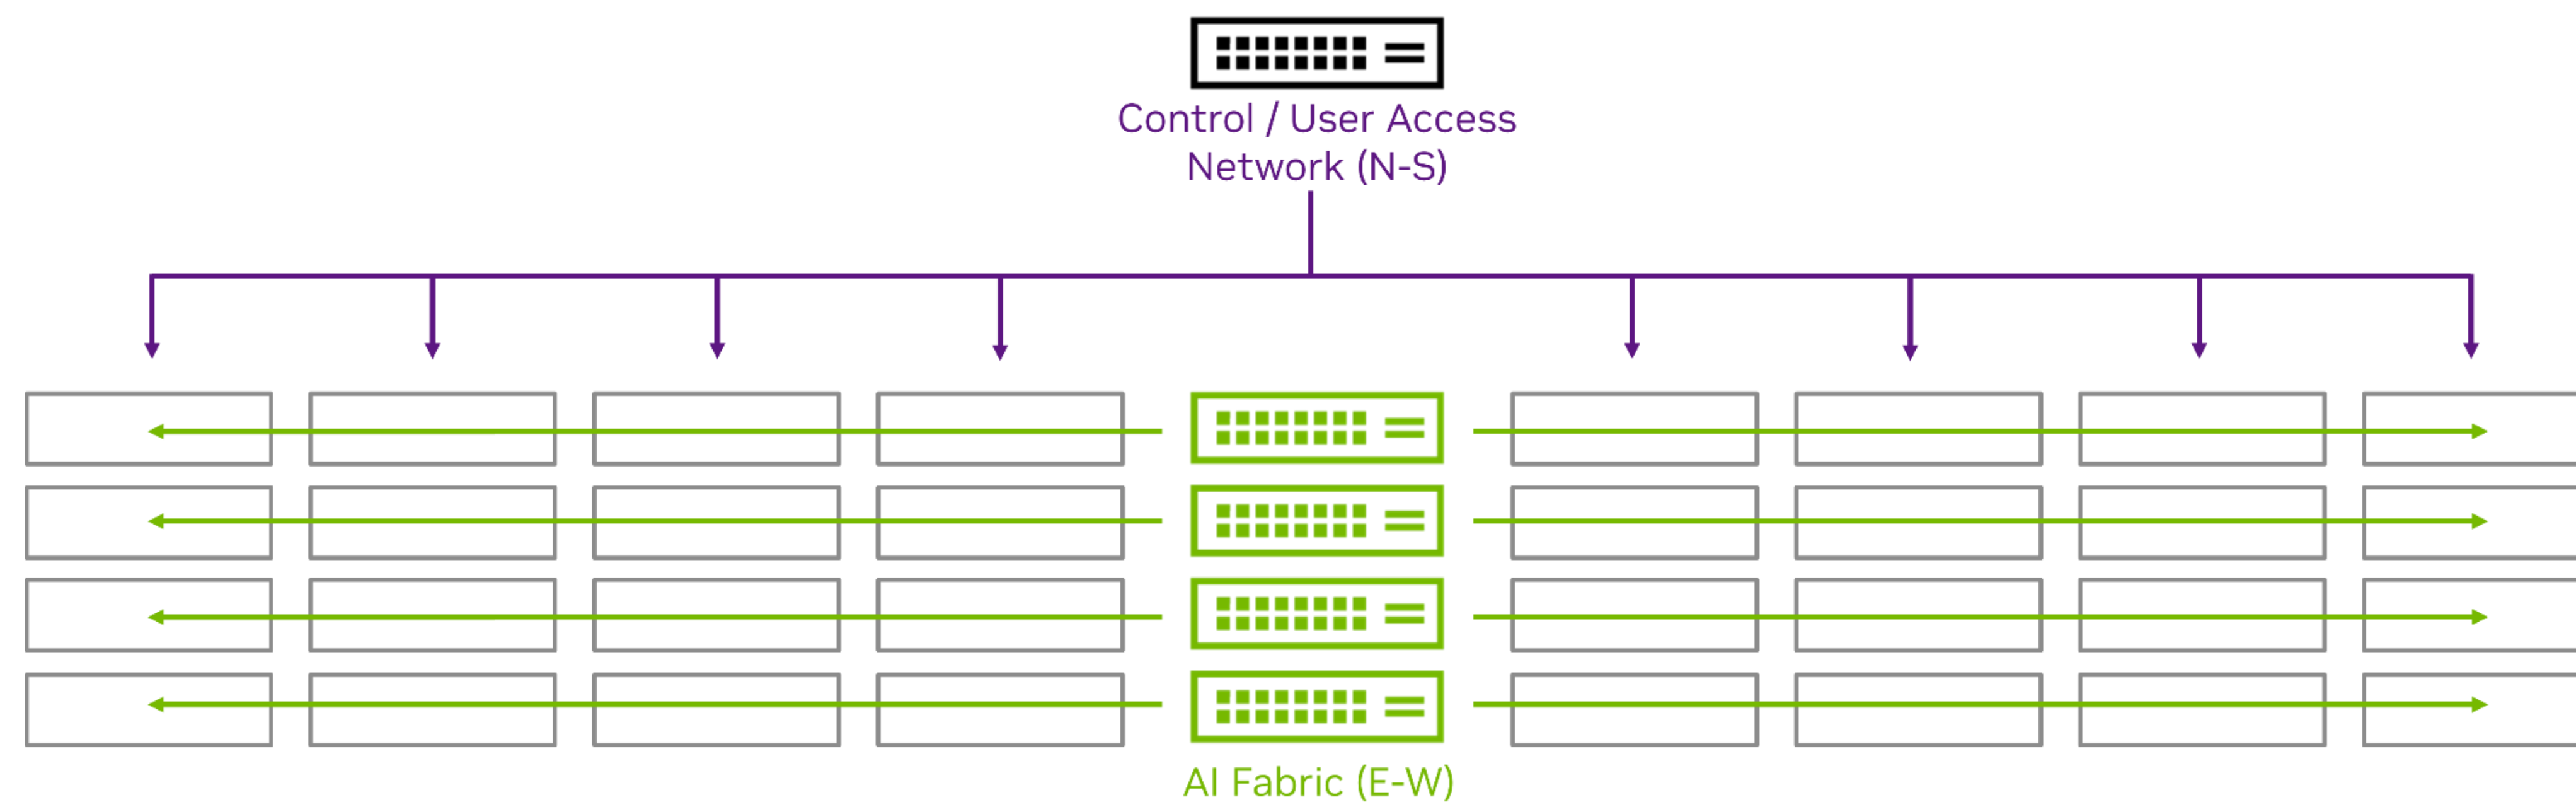 Control / User Access
Network (N-S)
AI Fabric (E-W)